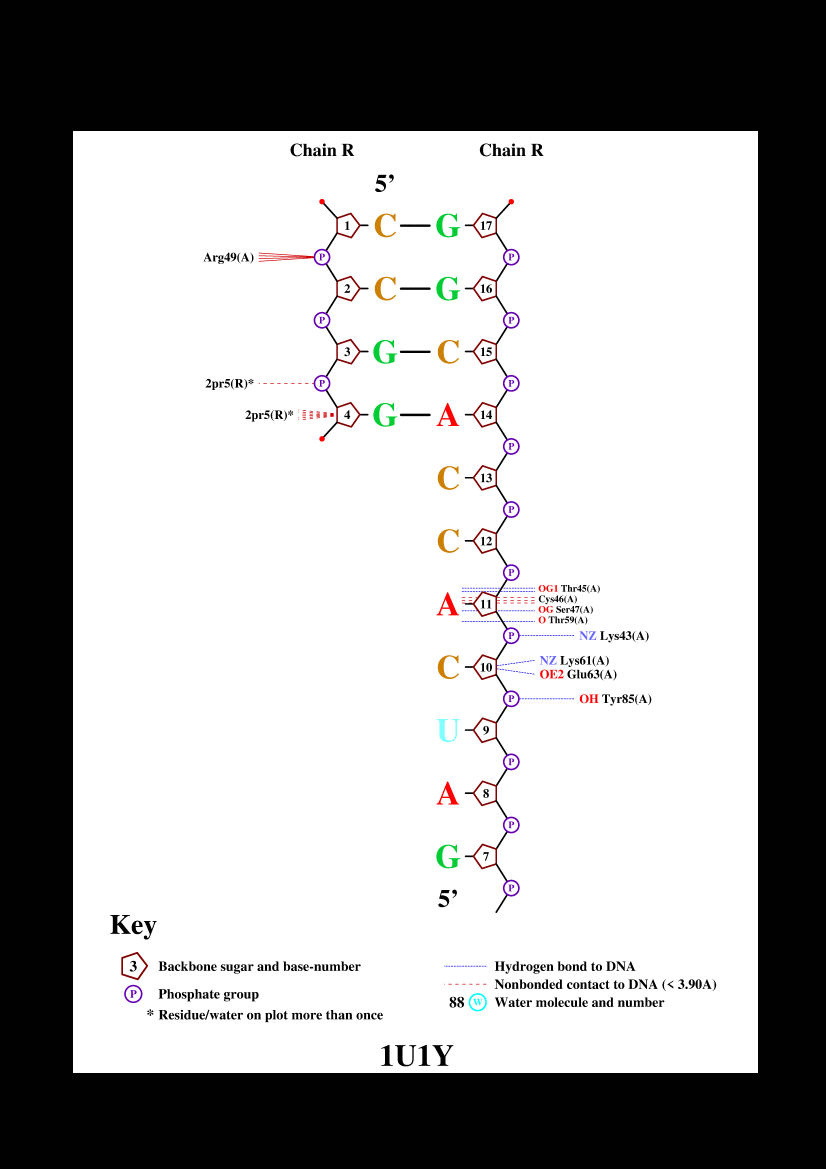 Chain R Chain R
5’
1 C G 17
Arg49(A) P P
2 C G 16
P P
3 G C 15
2pr5(R)* P P
2pr5(R)* 4 G A 14
P
C 13
P
C 12
P
OG1 Thr45(A)
Cys46(A)
A 11
OG Ser47(A)
O Thr59(A)
P NZ Lys43(A)
NZ Lys61(A)
C 10
OE2 Glu63(A)
P OH Tyr85(A)
U 9
P
A 8
P
G 7
P
5’
Key
3 Backbone sugar and base-number
P Phosphate group
* Residue/water on plot more than once
Hydrogen bond to DNA
Nonbonded contact to DNA (< 3.90A)
88 W Water molecule and number
1U1Y